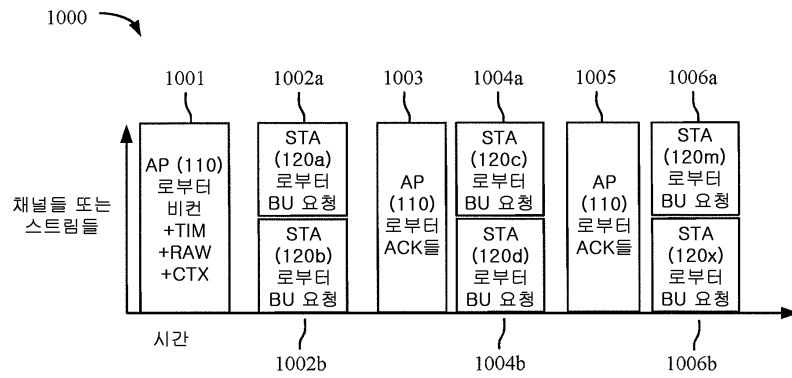 1000
1001
1002a
1003
1004a
1005
1006a
채널들 또는
스트림들
AP (110)
로부터
비컨
+TIM
+RAW
+CTX
STA
(120a)
로부터
BU 요청
STA
(120b)
로부터
BU 요청
AP
(110)
로부터
ACK들
STA
(120c)
로부터
BU 요청
STA
(120d)
로부터
BU 요청
AP
(110)
로부터
ACK들
STA
(120m)
로부터
BU 요청
STA
(120x)
로부터
BU 요청
시간
1002b
1004b
1006b